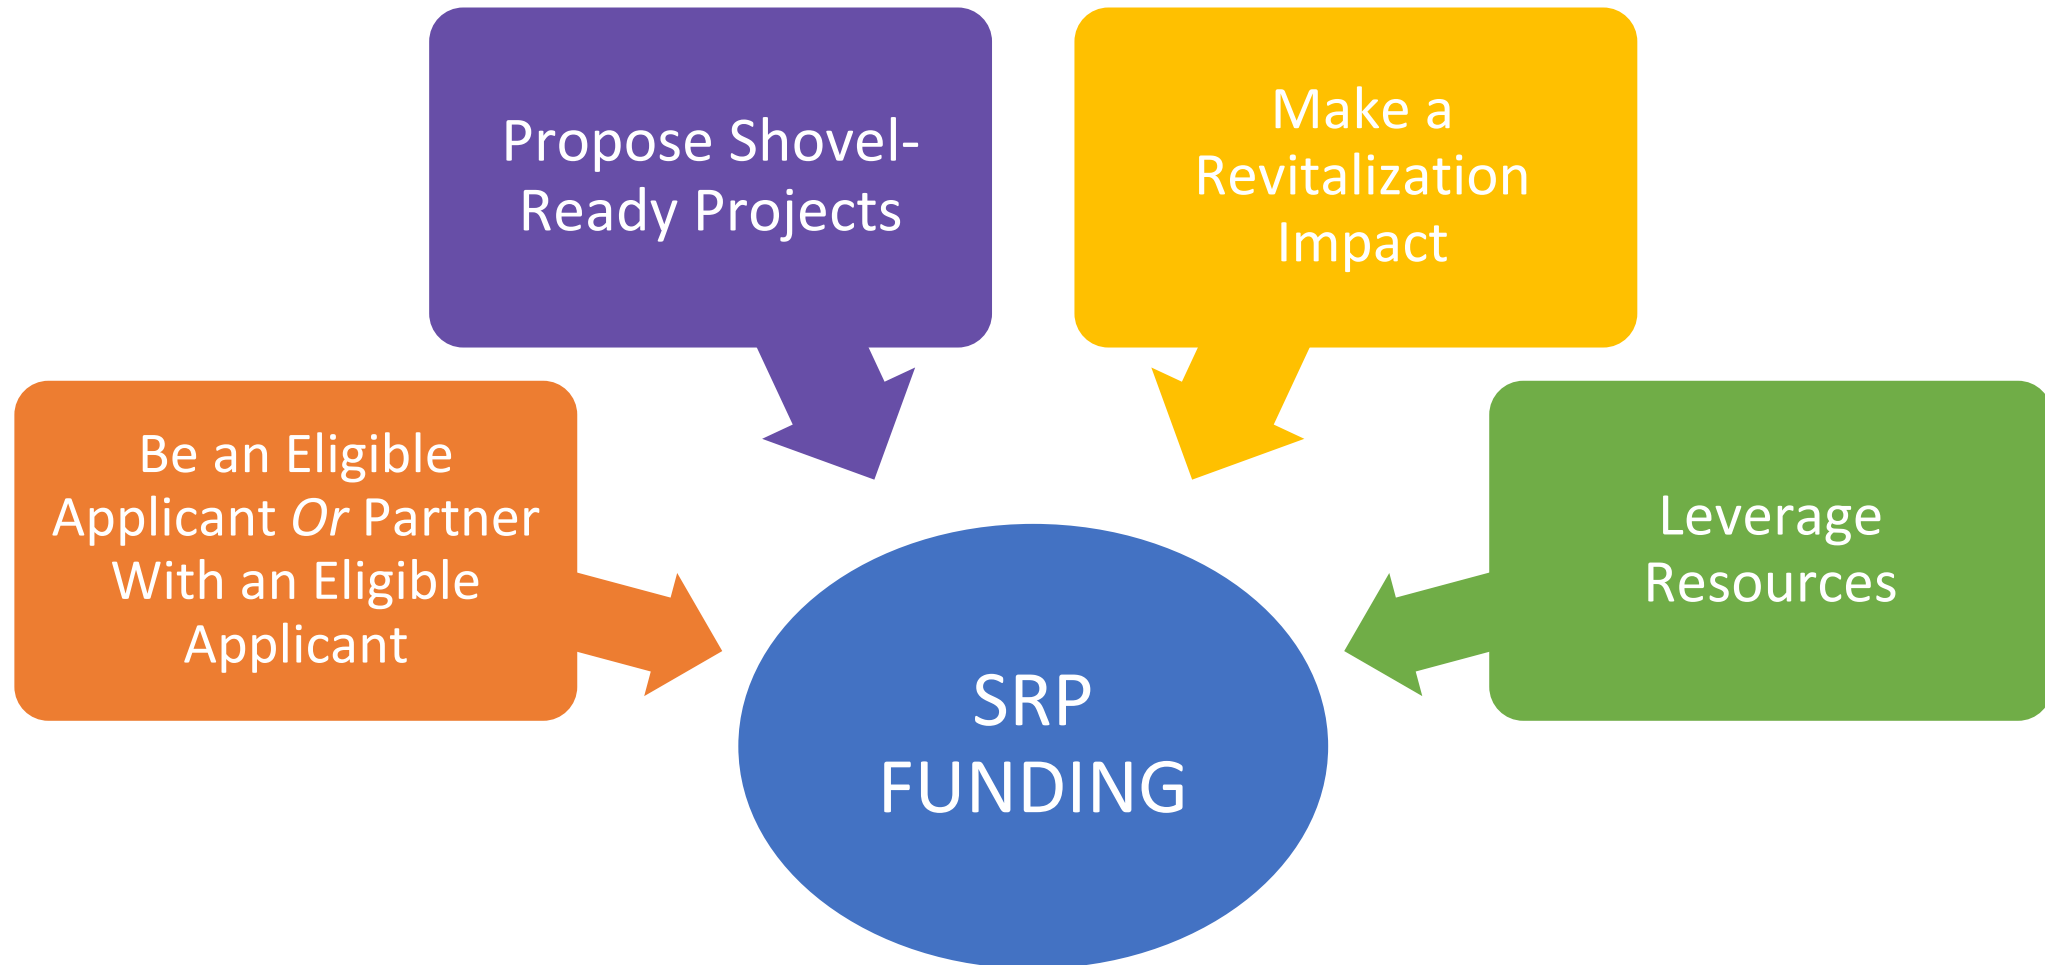 Propose Shovel-
Ready Projects
Make a
Revitalization
Impact
Be an Eligible
Applicant Or Partner
With an Eligible
Applicant
Leverage
Resources
SRP
FUNDING